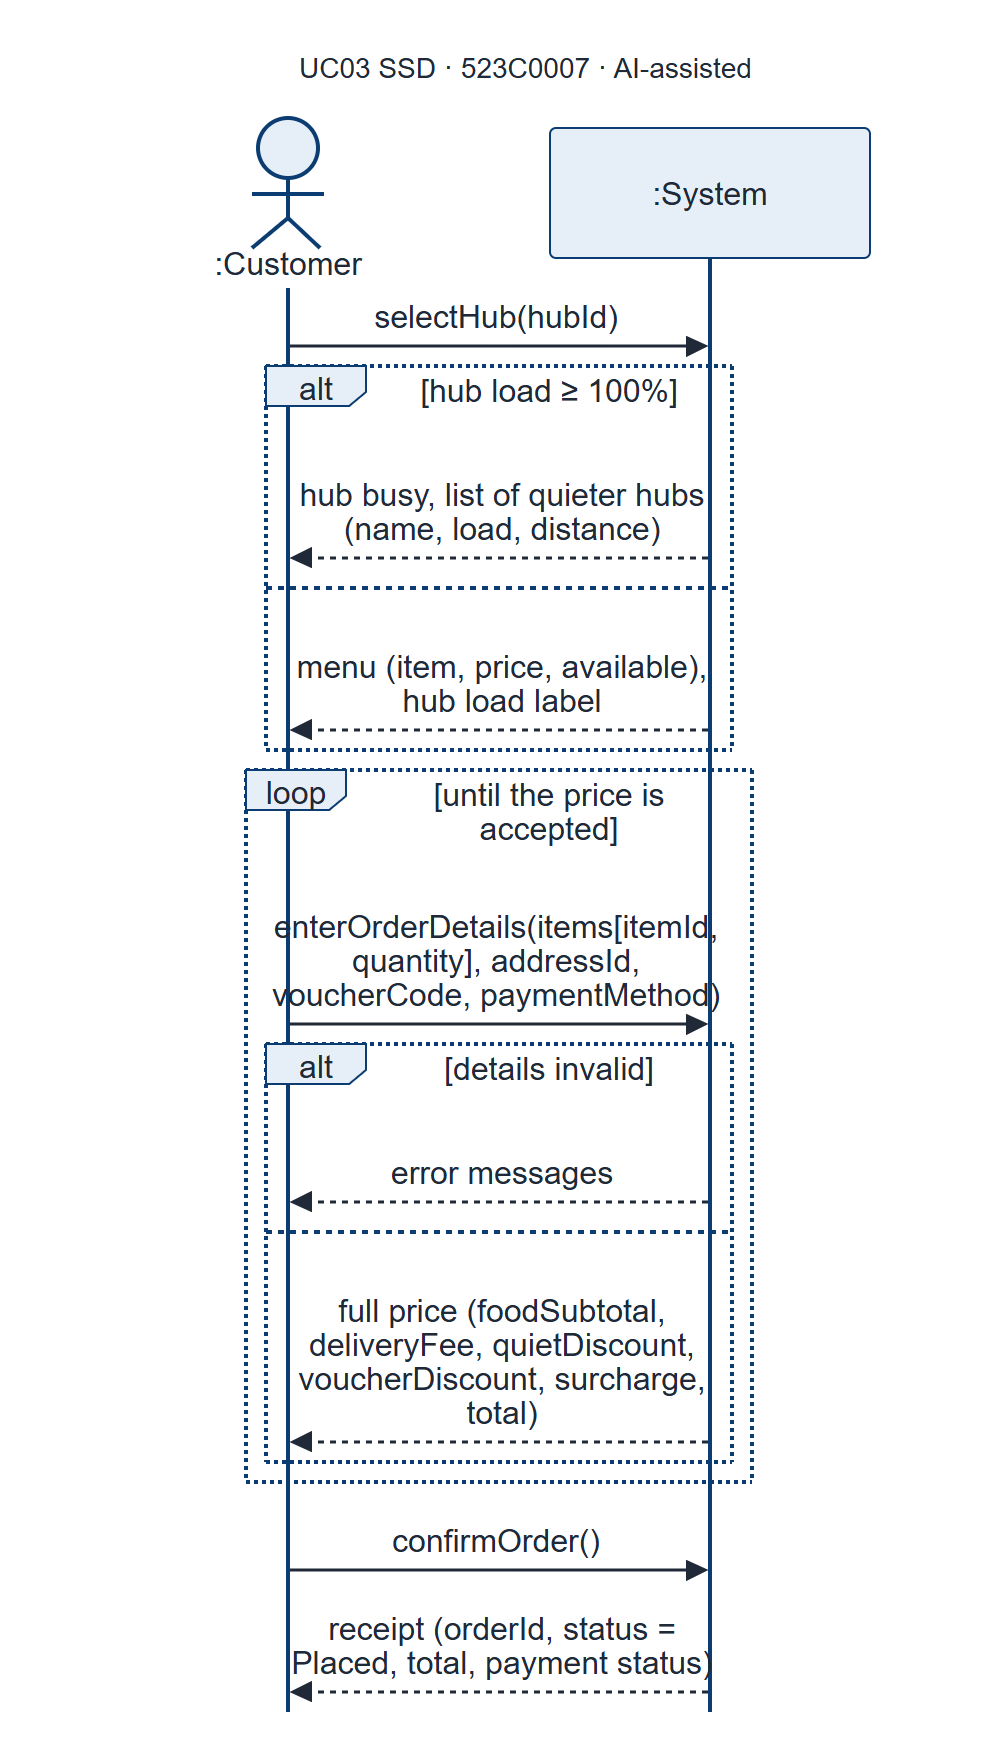 UC03 SSD · 523C0007 · AI-assisted
:System
:Customer
selectHub(hubId)
alt
[hub load ≥ 100%]
hub busy, list of quieter hubs
(name, load, distance)
menu (item, price, available),
hub load label
loop
[until the price is
accepted]
enterOrderDetails(items[itemId,
quantity], addressId,
voucherCode, paymentMethod)
alt
[details invalid]
error messages
full price (foodSubtotal,
deliveryFee, quietDiscount,
voucherDiscount, surcharge,
total)
confirmOrder()
receipt (orderId, status =
Placed, total, payment status)